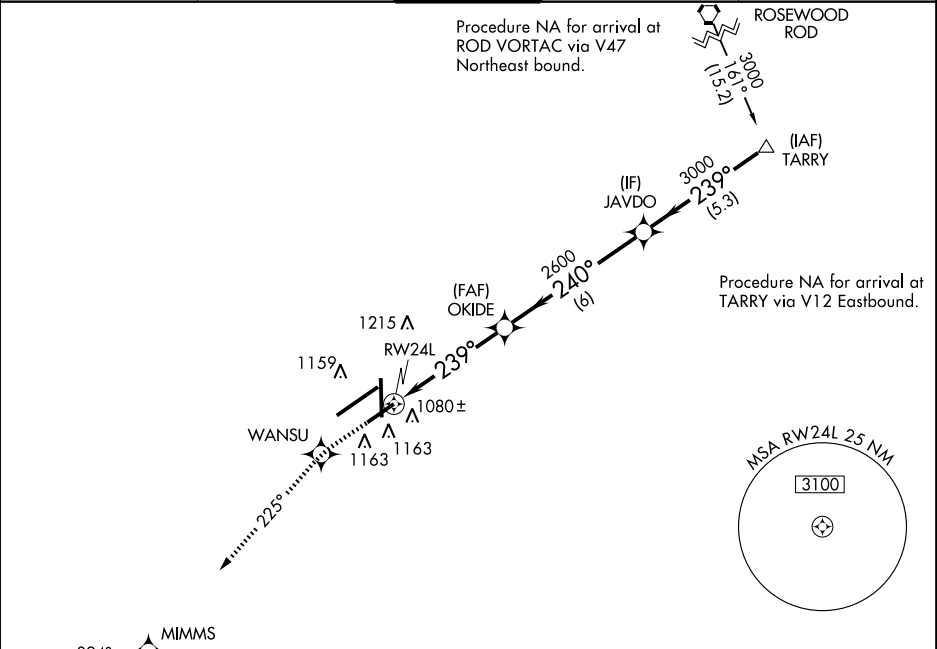 Procedure NA for arrival at
ROD VORTAC via V47
Northeast bound.
ROSEWOOD
ROD
3000
161°
(15.2)
(IAF)
TARRY
3000
239°
(5.3)
(IF)
JAVDO
2600
240°
(6)
Procedure NA for arrival at
TARRY via V12 Eastbound.
(FAF)
OKIDE
1215
RW24L
239°
1159
1080±
WANSU
1163
1163
MSA RW24L 25 NM
3100
225°
MIMMS